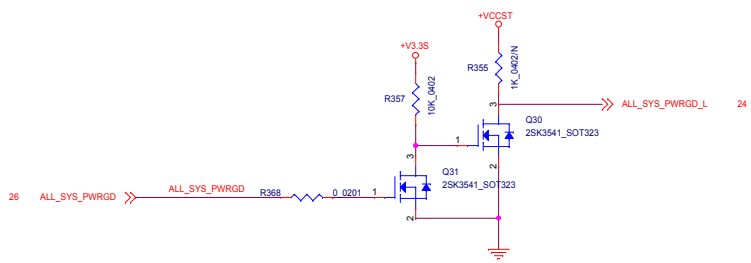 +VCCST
+V3.3S
R355
1K_0402/N
R357
10K_0402
3
ALL_SYS_PWRGD_L
24
Q30
2SK3541_SOT323
1
2
3
Q31
2SK3541_SOT323
26
ALL_SYS_PWRGD
ALL_SYS_PWRGD
R368
0_0201
1
2